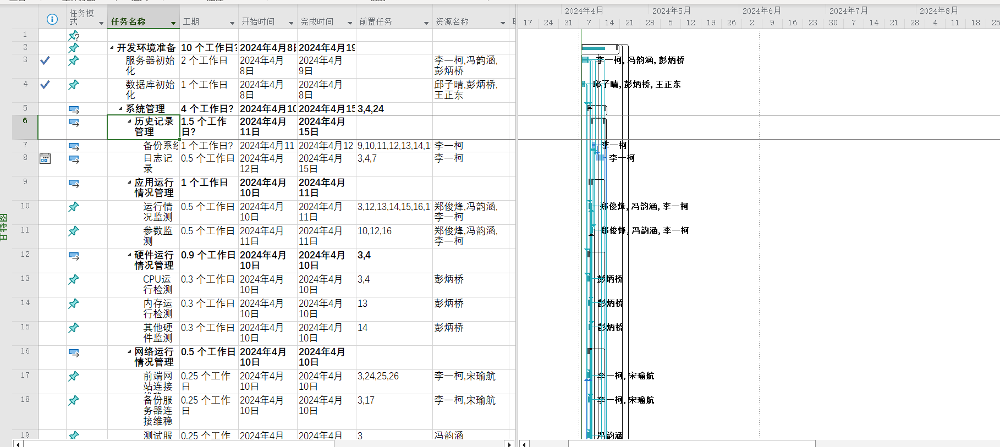 任务模式 任务名称 工期 开始时间 完成时间 前置任务 资源名称
2024年4月 2024年5月 2024年6月 2024年7月 2024年8月
17 24 31 7 14 21 28 5 12 19 26 2 9 16 23 30 7 14 21 28 4 11 18 25
1 ?
2 开发环境准备 10 个工作日? 2024年4月8日 2024年4月19
3 服务器初始化 2 个工作日 2024年4月8日 2024年4月9日 李一柯,冯韵涵,彭炳桥
李一柯, 冯韵涵, 彭炳桥
4 数据库初始化 1 个工作日 2024年4月8日 2024年4月8日 邱子晴,彭炳桥,王正东
邱子晴, 彭炳桥, 王正东
5 系统管理 4 个工作日? 2024年4月10 2024年4月15 3,4,24
6 历史记录管理 1.5 个工作日? 2024年4月11日 2024年4月15日
7 备份系统 1 个工作日? 2024年4月11 2024年4月12 9,10,11,12,13,14,15 李一柯
李一柯
8 日志记录 0.5 个工作日 2024年4月12日 2024年4月15日 3,4,7 李一柯
李一柯
9 应用运行情况管理 1 个工作日 2024年4月10日 2024年4月11日
10 运行情况监测 0.5 个工作日 2024年4月10日 2024年4月11日 3,12,13,14,15,16,1 郑俊烽,冯韵涵,李一柯
郑俊烽, 冯韵涵, 李一柯
11 参数监测 0.5 个工作日 2024年4月11日 2024年4月11日 10,12,16 郑俊烽,冯韵涵,李一柯
郑俊烽, 冯韵涵, 李一柯
12 硬件运行情况管理 0.9 个工作日 2024年4月10日 2024年4月10日 3,4
13 CPU运行检测 0.3 个工作日 2024年4月10日 2024年4月10日 3,4 彭炳桥
彭炳桥
14 内存运行检测 0.3 个工作日 2024年4月10日 2024年4月10日 13 彭炳桥
彭炳桥
15 其他硬件监测 0.3 个工作日 2024年4月10日 2024年4月10日 14 彭炳桥
彭炳桥
16 网络运行情况管理 0.5 个工作日 2024年4月10日 2024年4月10日
17 前端网站连接 0.25 个工作日 2024年4月10日 2024年4月10日 3,24,25,26 李一柯,宋瑜航
李一柯, 宋瑜航
18 备份服务器连接维稳 0.25 个工作日 2024年4月10日 2024年4月10日 3,17 李一柯,宋瑜航
李一柯, 宋瑜航
19 测试服 0.25 个工作 2024年4月 2024年4月 3 冯韵涵
冯韵涵
甘特图